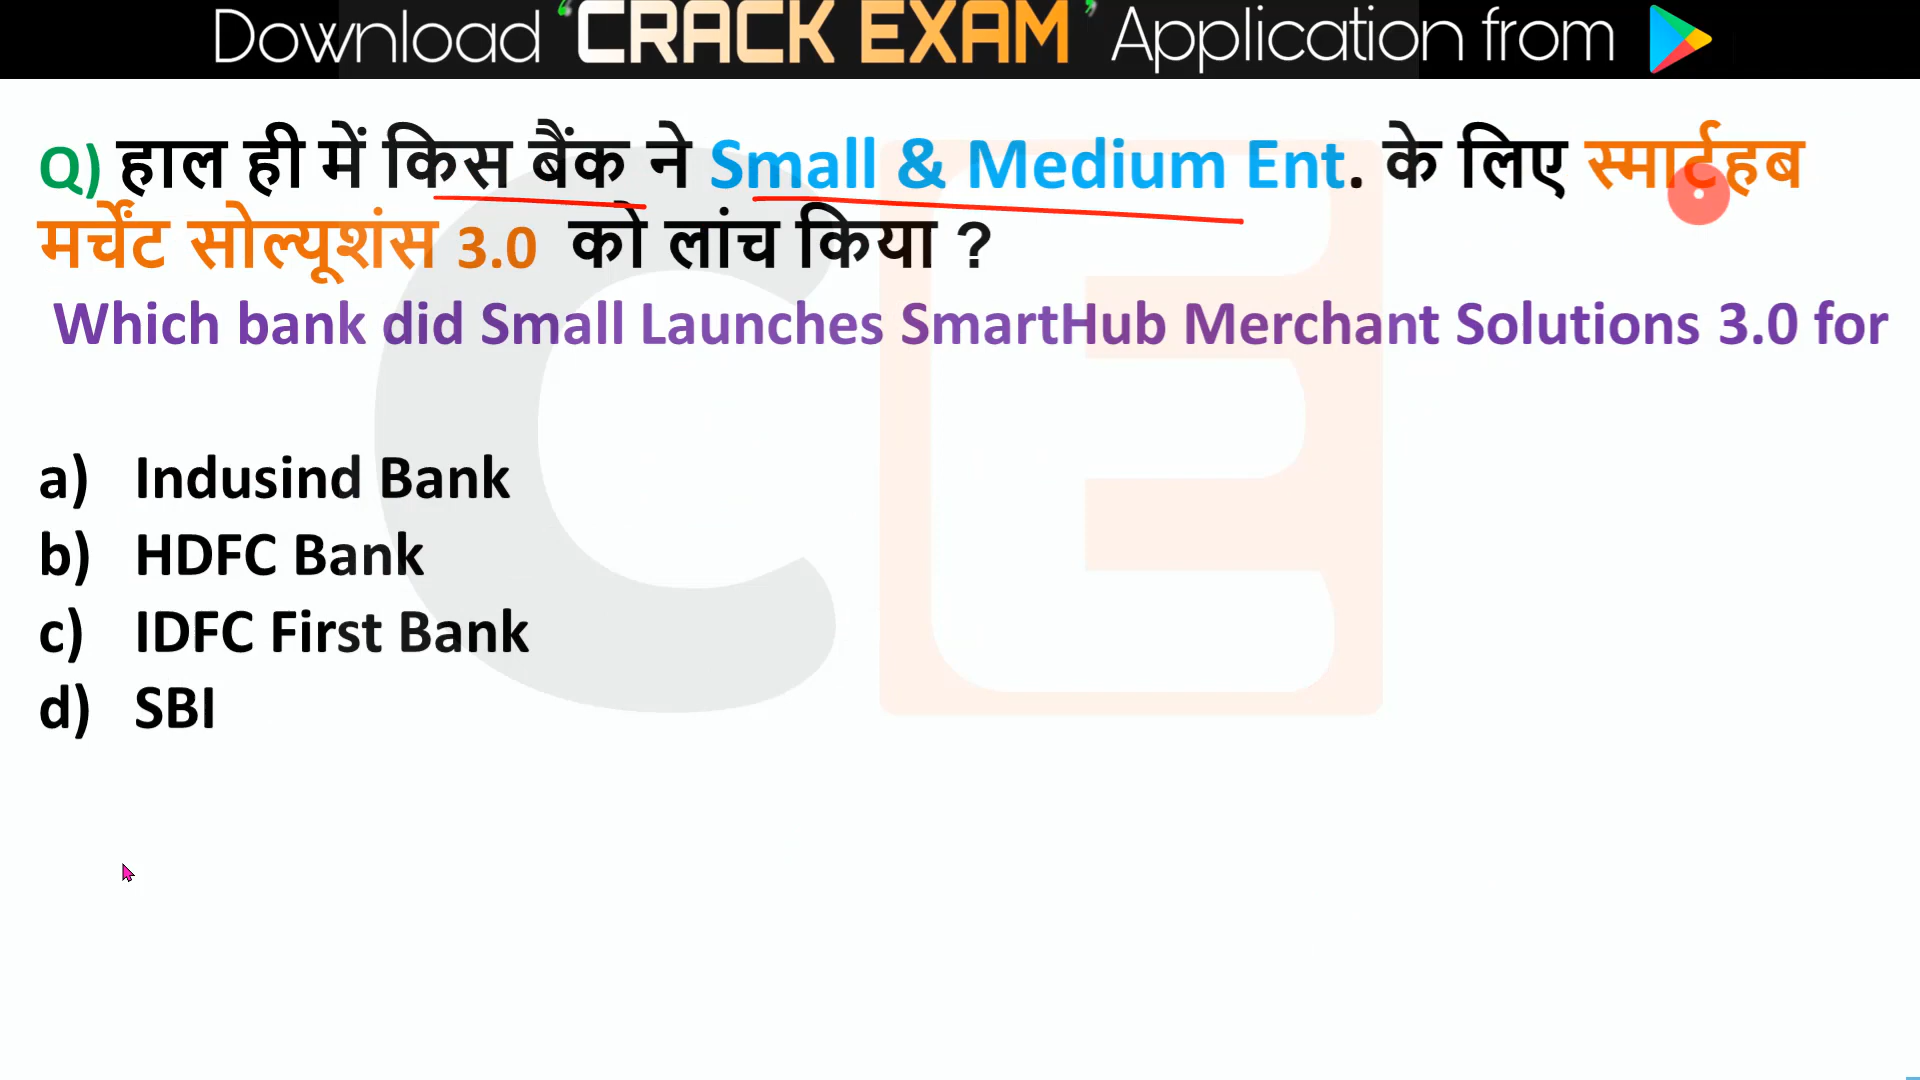 Download ‘CRACK EXAM’ Application from
Q) हाल ही में किस बैंक ने Small & Medium Ent. के लिए स्मार्टहब
मर्चेंट सोल्यूशंस 3.0 को लांच किया ?
Which bank did Small Launches SmartHub Merchant Solutions 3.0 for
a) Indusind Bank
b) HDFC Bank
c) IDFC First Bank
d) SBI
CE